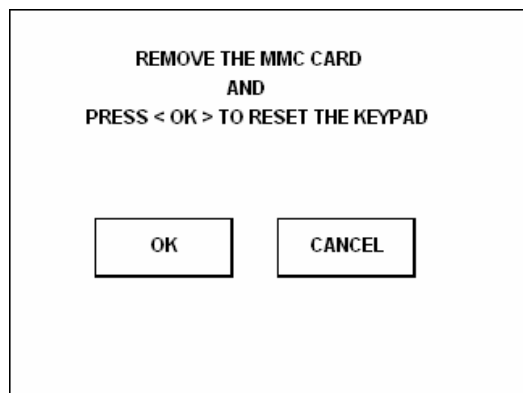 REMOVE THE MMC CARD
AND
PRESS < OK > TO RESET THE KEYPAD
OK
CANCEL